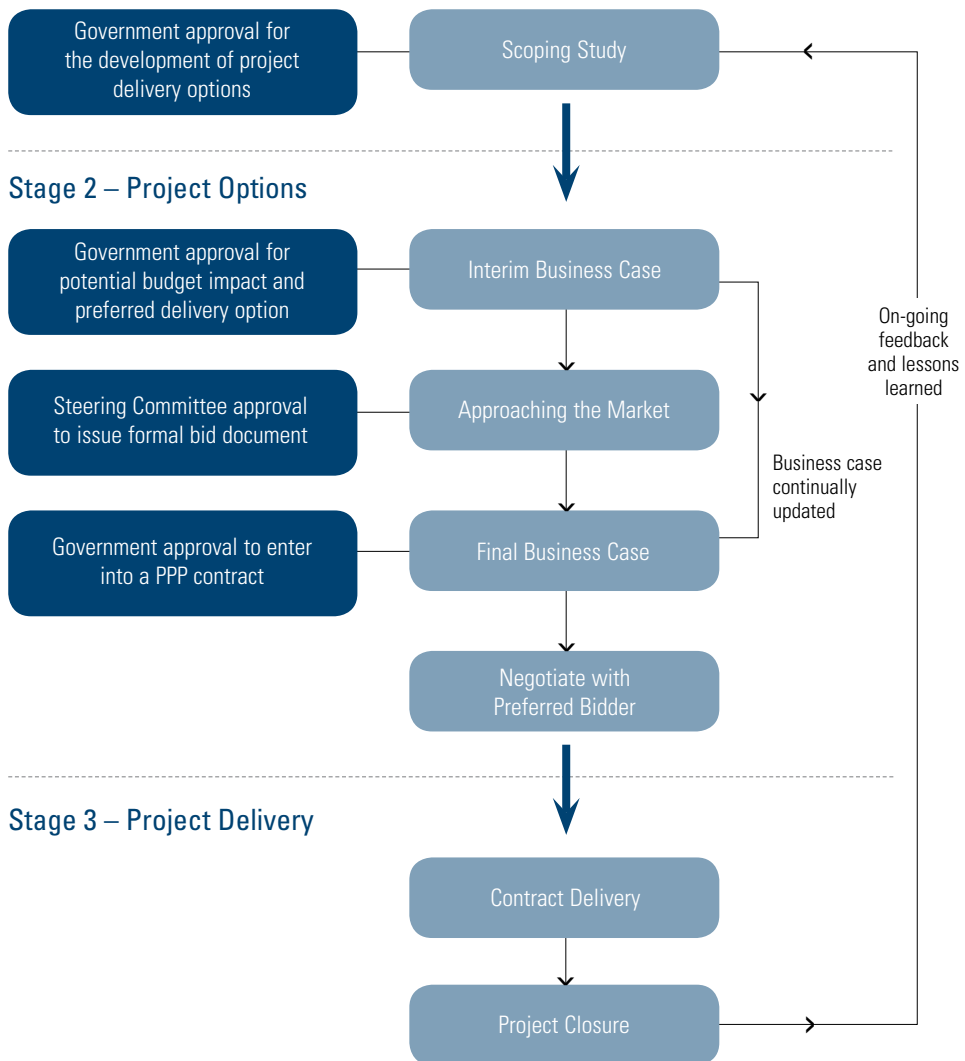 Government approval for
the development of project
delivery options
Scoping Study
Stage 2 – Project Options
Government approval for
potential budget impact and
preferred delivery option
Interim Business Case
On-going
feedback
and lessons
learned
Steering Committee approval
to issue formal bid document
Approaching the Market
Business case
continually
updated
Government approval to enter
into a PPP contract
Final Business Case
Negotiate with
Preferred Bidder
Stage 3 – Project Delivery
Contract Delivery
Project Closure